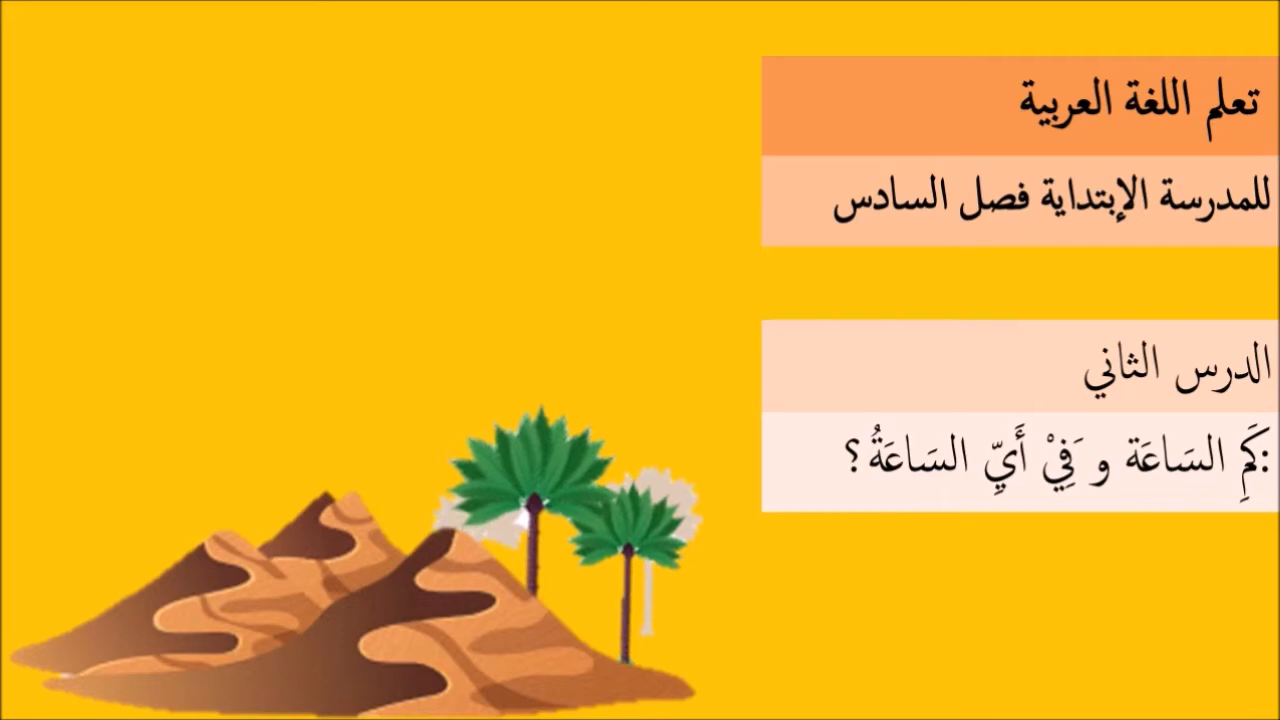 تعلم اللغة العربية
للمدرسة الإبتداية فصل السادس
الدرس الثاني
:كَمِ السَاعَة و َفِيْ أَيِّ السَاعَةُ؟